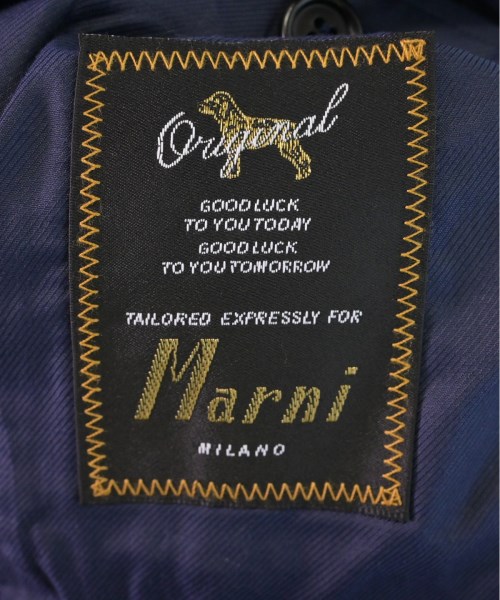 Original
GOOD LUCK
TO YOU TODAY
GOOD LUCK
TO YOU TOMORROW
TAILORED EXPRESSLY FOR
Marni
MILANO